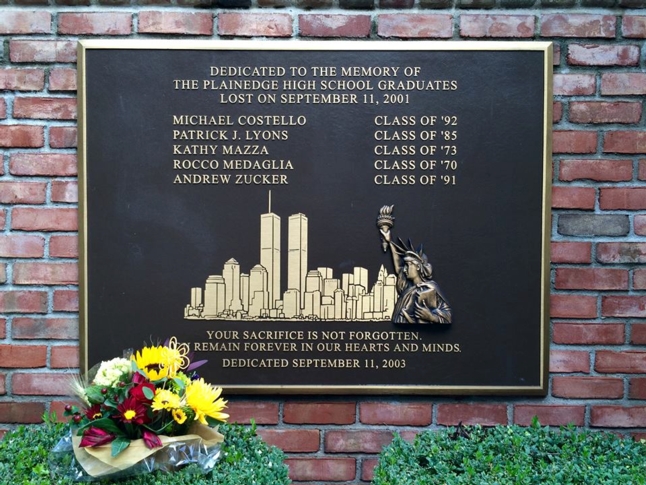 DEDICATED TO THE MEMORY OF
THE PLAINEDGE HIGH SCHOOL GRADUATES
LOST ON SEPTEMBER 11, 2001
MICHAEL COSTELLO CLASS OF '92
PATRICK J. LYONS CLASS OF '85
KATHY MAZZA CLASS OF '73
ROCCO MEDAGLIA CLASS OF '70
ANDREW ZUCKER CLASS OF '91
YOUR SACRIFICE IS NOT FORGOTTEN.
REMAIN FOREVER IN OUR HEARTS AND MINDS.
DEDICATED SEPTEMBER 11, 2003